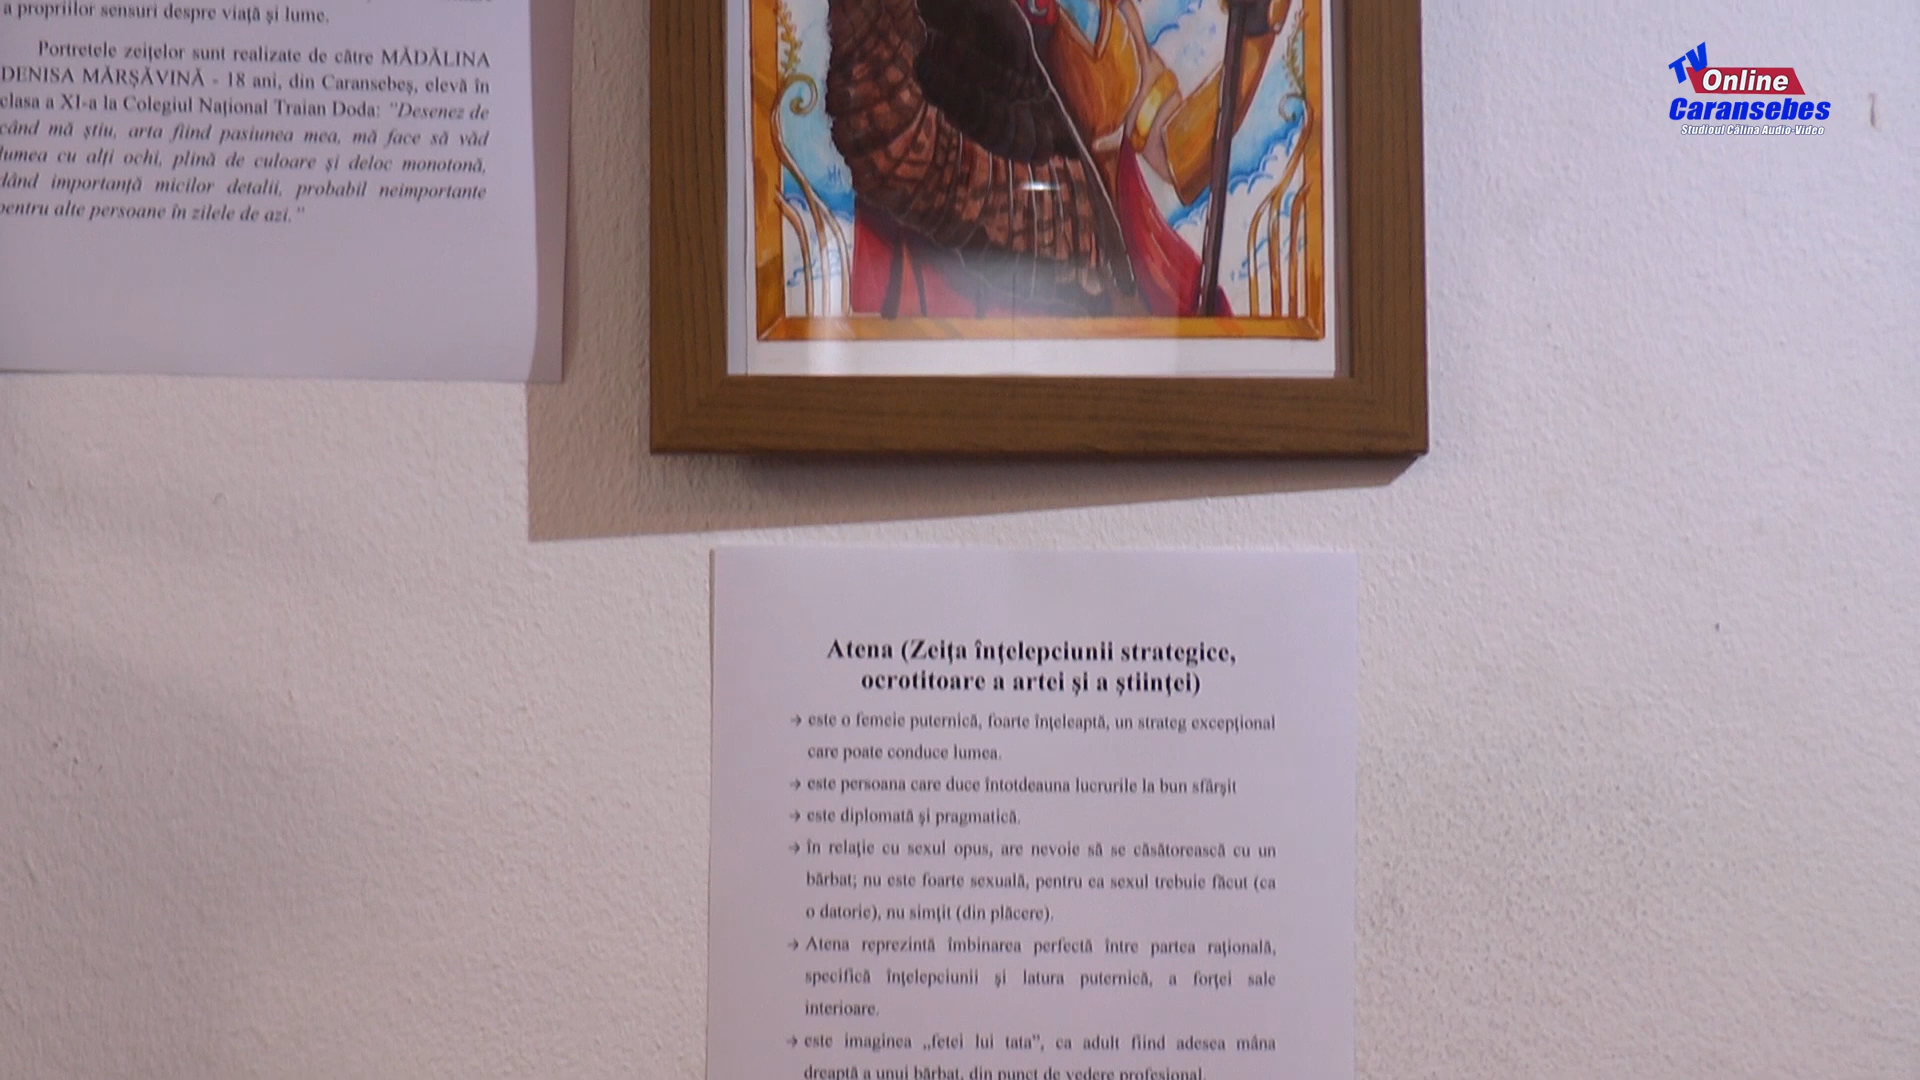 a propriilor sensuri despre viață și lume.
Portretele zeițelor sunt realizate de către MĂDĂLINA
DENISA MĂRȘĂVINĂ - 18 ani, din Caransebeș, elevă în
clasa a XI-a la Colegiul Național Traian Doda: "Desenez de
când mă știu, arta fiind pasiunea mea, mă face să văd
lumea cu alți ochi, plină de culoare și deloc monotonă,
dând importanță micilor detalii, probabil neimportante
pentru alte persoane în zilele de azi."
TV
Online
Caransebes
Studioul Călina Audio-Video
Atena (Zeița înțelepciunii strategice,
ocrotitoare a artei și a științei)
→ este o femeie puternică, foarte înțeleaptă, un strateg excepțional
care poate conduce lumea.
→ este persoana care duce întotdeauna lucrurile la bun sfârșit
→ este diplomată și pragmatică.
→ în relație cu sexul opus, are nevoie să se căsătorească cu un
bărbat; nu este foarte sexuală, pentru ea sexul trebuie făcut (ca
o datorie), nu simțit (din plăcere).
→ Atena reprezintă îmbinarea perfectă între partea rațională,
specifică înțelepciunii și latura puternică, a forței sale
interioare.
→ este imaginea „fetei lui tata”, ca adult fiind adesea mâna
dreaptă a unui bărbat, din punct de vedere profesional.